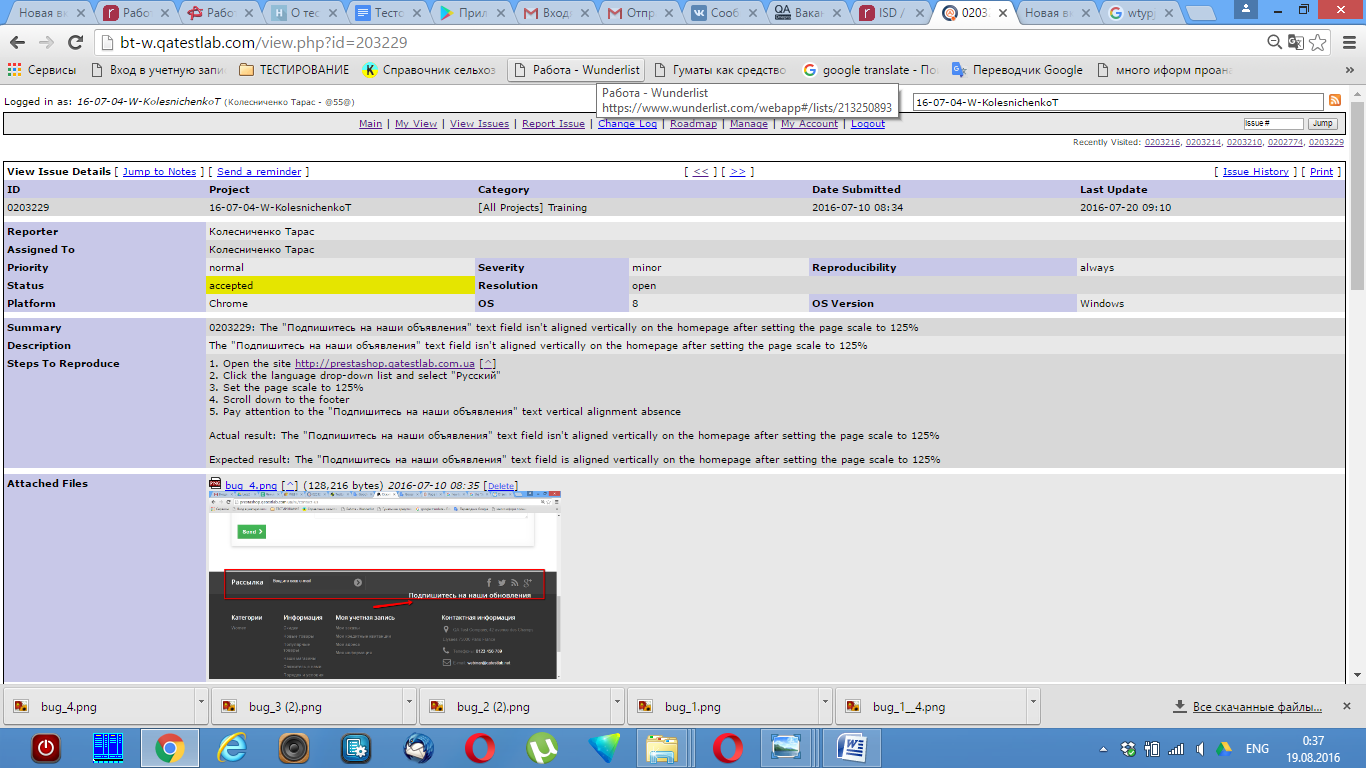 Новая вк
Работ
Работ
О тес
Тесто
Прил
Входя
Отпр
Сооб
Вакан
ISD
0203
Новая вк
wtypj
bt-w.qatestlab.com/view.php?id=203229
Сервисы
Вход в учетную запи
ТЕСТИРОВАНИЕ
Справочник сельхоз
Работа - Wunderlist
Гуматы как средство
google translate - По
Переводчик Google
много иформ проан
Работа - Wunderlist
https://www.wunderlist.com/webapp#/lists/213250893
Logged in as: 16-07-04-W-KolesnichenkoT (Колесниченко Тарас - @55@)
16-07-04-W-KolesnichenkoT
Main | My View | View Issues | Report Issue | Change Log | Roadmap | Manage | My Account | Logout
Issue #
Jump
Recently Visited: 0203216, 0203214, 0203210, 0202774, 0203229
View Issue Details [ Jump to Notes ] [ Send a reminder ] [ << ] [ >> ] [ Issue History ] [ Print ]
ID Project Category Date Submitted Last Update
0203229 16-07-04-W-KolesnichenkoT [All Projects] Training 2016-07-10 08:34 2016-07-20 09:10
Reporter Колесниченко Тарас
Assigned To Колесниченко Тарас
Priority normal Severity minor Reproducibility always
Status accepted Resolution open
Platform Chrome OS 8 OS Version Windows
Summary 0203229: The "Подпишитесь на наши объявления" text field isn't aligned vertically on the homepage after setting the page scale to 125%
Description The "Подпишитесь на наши объявления" text field isn't aligned vertically on the homepage after setting the page scale to 125%
Steps To Reproduce 1. Open the site http://prestashop.qatestlab.com.ua [^]
2. Click the language drop-down list and select "Русский"
3. Set the page scale to 125%
4. Scroll down to the footer
5. Pay attention to the "Подпишитесь на наши объявления" text vertical alignment absence
Actual result: The "Подпишитесь на наши объявления" text field isn't aligned vertically on the homepage after setting the page scale to 125%
Expected result: The "Подпишитесь на наши объявления" text field is aligned vertically on the homepage after setting the page scale to 125%
Attached Files bug_4.png [^] (128,216 bytes) 2016-07-10 08:35 [Delete]
Send
Рассылка
Подпишитесь на наши обновления
Категории Информация Моя учетная запись Контактная информация
bug_4.png
bug_3 (2).png
bug_2 (2).png
bug_1.png
bug_1__4.png
Все скачанные файлы...
ENG
0:37
19.08.2016